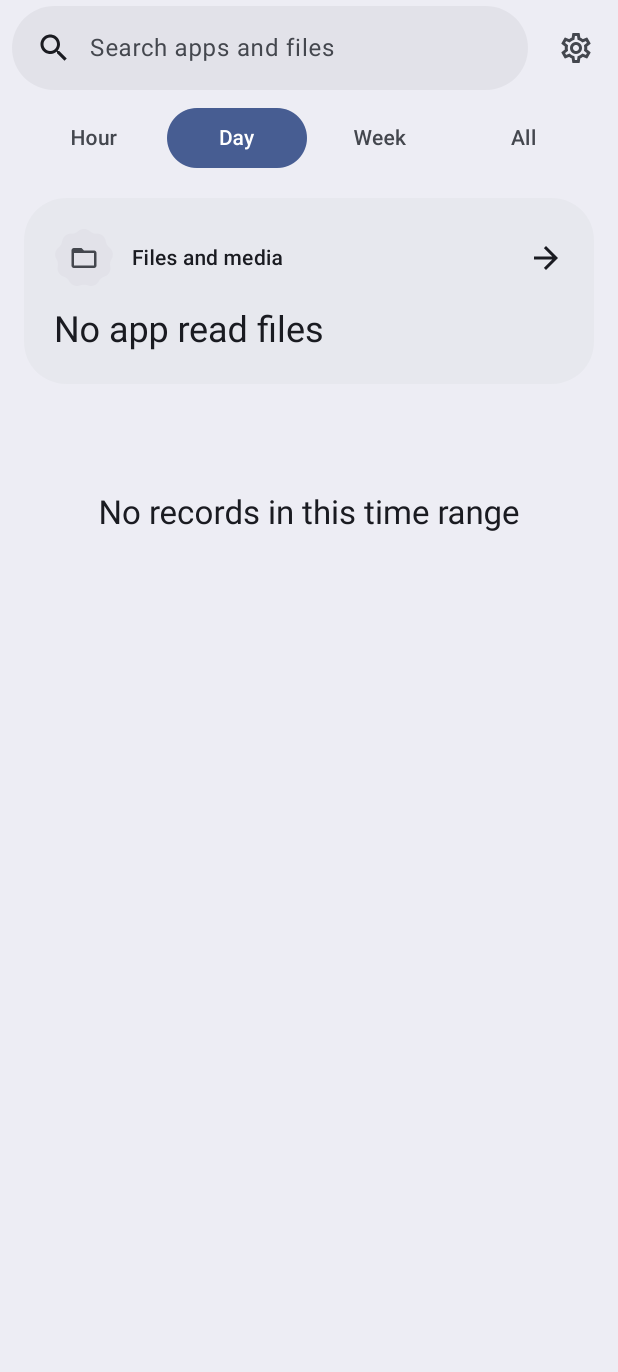 Search apps and files
Hour
Day
Week
All
Files and media
No app read files
No records in this time range